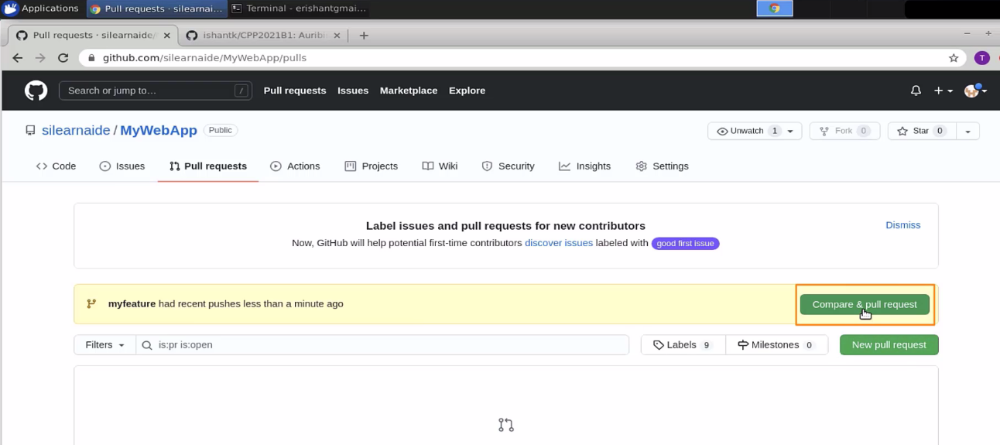 Applications Pull requests · silearnai... Terminal - erishantgmai...
Pull requests · silearnaide/ ishantk/CPP2021B1: Auribi
github.com/silearnaide/MyWebApp/pulls T
Search or jump to... / Pull requests Issues Marketplace Explore
silearnaide / MyWebApp Public Unwatch 1 Fork 0 Star 0
Code Issues Pull requests Actions Projects Wiki Security Insights Settings
Label issues and pull requests for new contributors Dismiss
Now, GitHub will help potential first-time contributors discover issues labeled with good first issue
myfeature had recent pushes less than a minute ago Compare & pull request
Filters is:pr is:open Labels 9 Milestones 0 New pull request